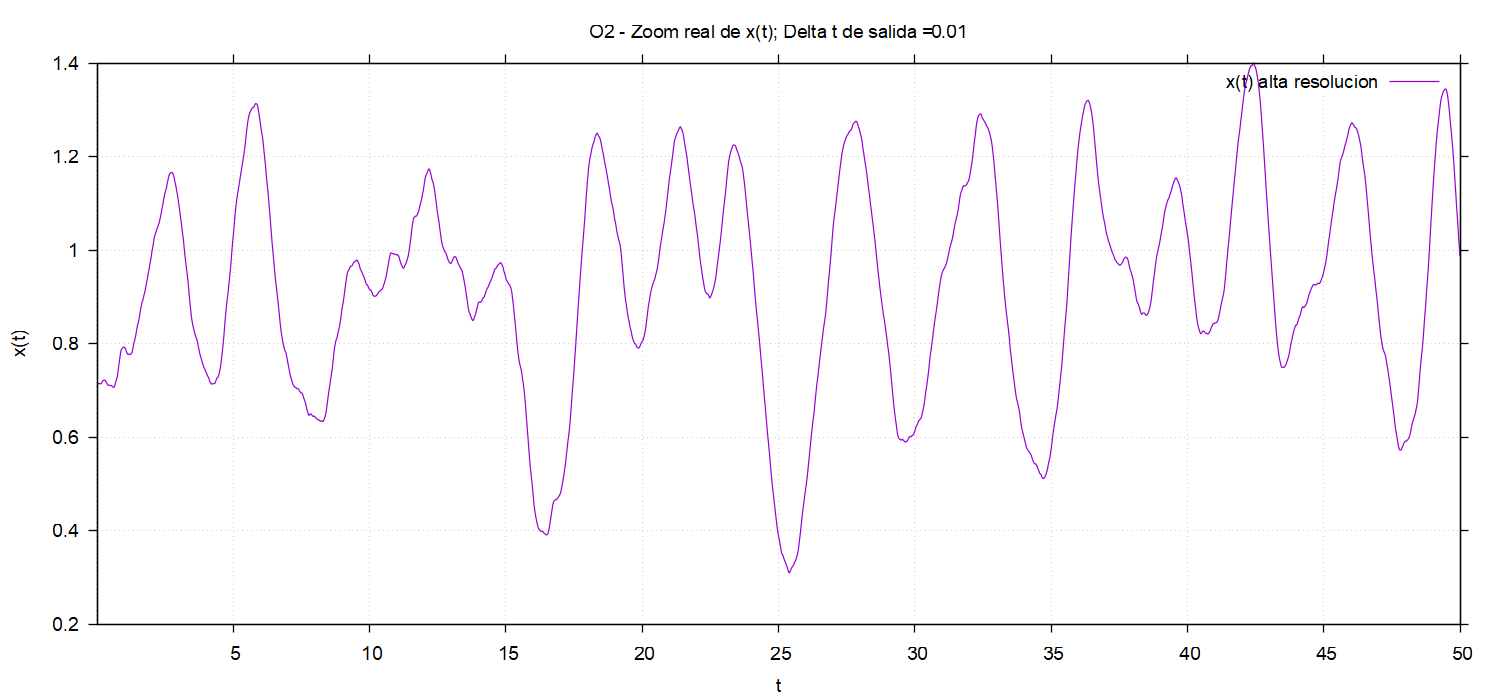 O2 - Zoom real de x(t); Delta t de salida =0.01
x(t) alta resolucion
1.4
1.2
1
0.8
0.6
0.4
0.2
x(t)
5 10 15 20 25 30 35 40 45 50
t